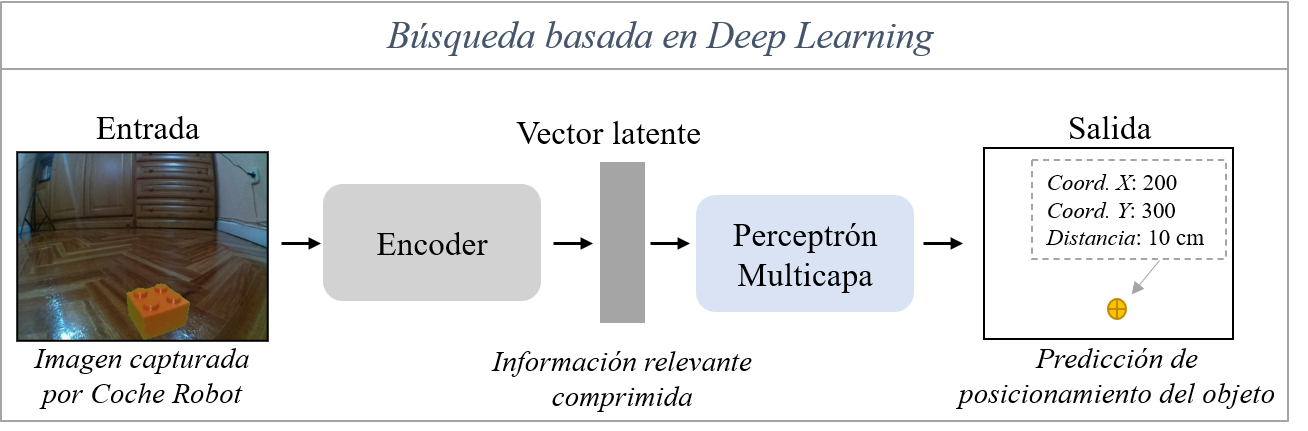 Búsqueda basada en Deep Learning
Entrada
Imagen capturada
por Coche Robot
Encoder
Vector latente
Información relevante
comprimida
Perceptrón
Multicapa
Salida
Coord. X: 200
Coord. Y: 300
Distancia: 10 cm
Predicción de
posicionamiento del objeto